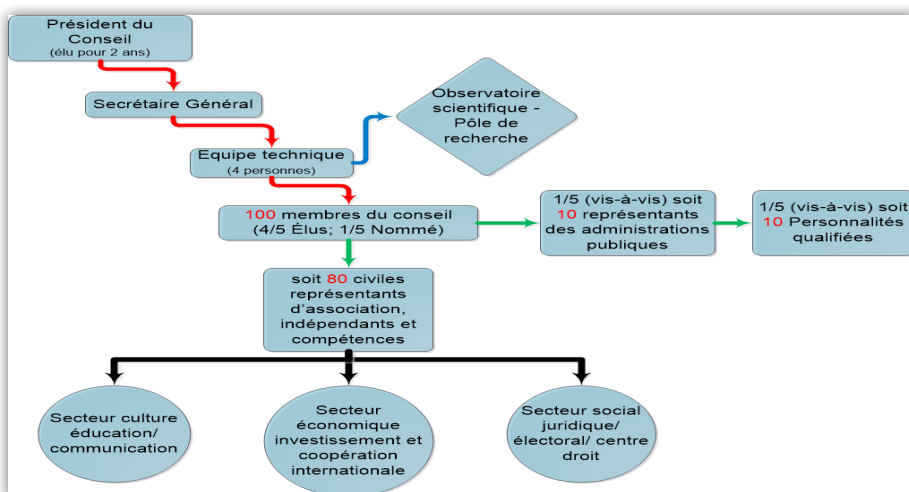 Président du
Conseil
(élu pour 2 ans)
Secrétaire Général
Observatoire
scientifique -
Pôle de
recherche
Equipe technique
(4 personnes)
100 membres du conseil
(4/5 Élus; 1/5 Nommé)
1/5 (vis-à-vis) soit
10 représentants
des administrations
publiques
1/5 (vis-à-vis) soit
10 Personnalités
qualifiées
soit 80 civiles
représentants
d'association,
indépendants et
compétences
Secteur culture
éducation/
communication
Secteur
économique
investissement et
coopération
internationale
Secteur social
juridique/
électoral/ centre
droit